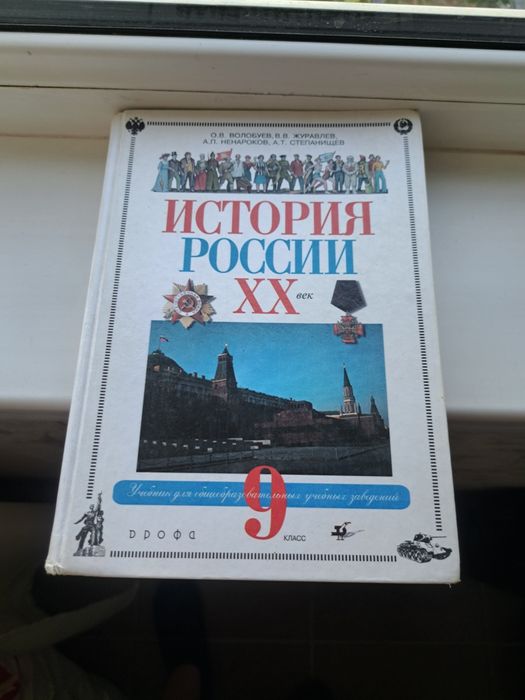 О.В. ВОЛОБУЕВ, В.В. ЖУРАВЛЕВ,
А.П. НЕНАРОКОВ, А.Т. СТЕПАНИЩЕВ
ИСТОРИЯ
РОССИИ
XX век
Учебник для общеобразовательных учебных заведений
9 КЛАСС
дрофа